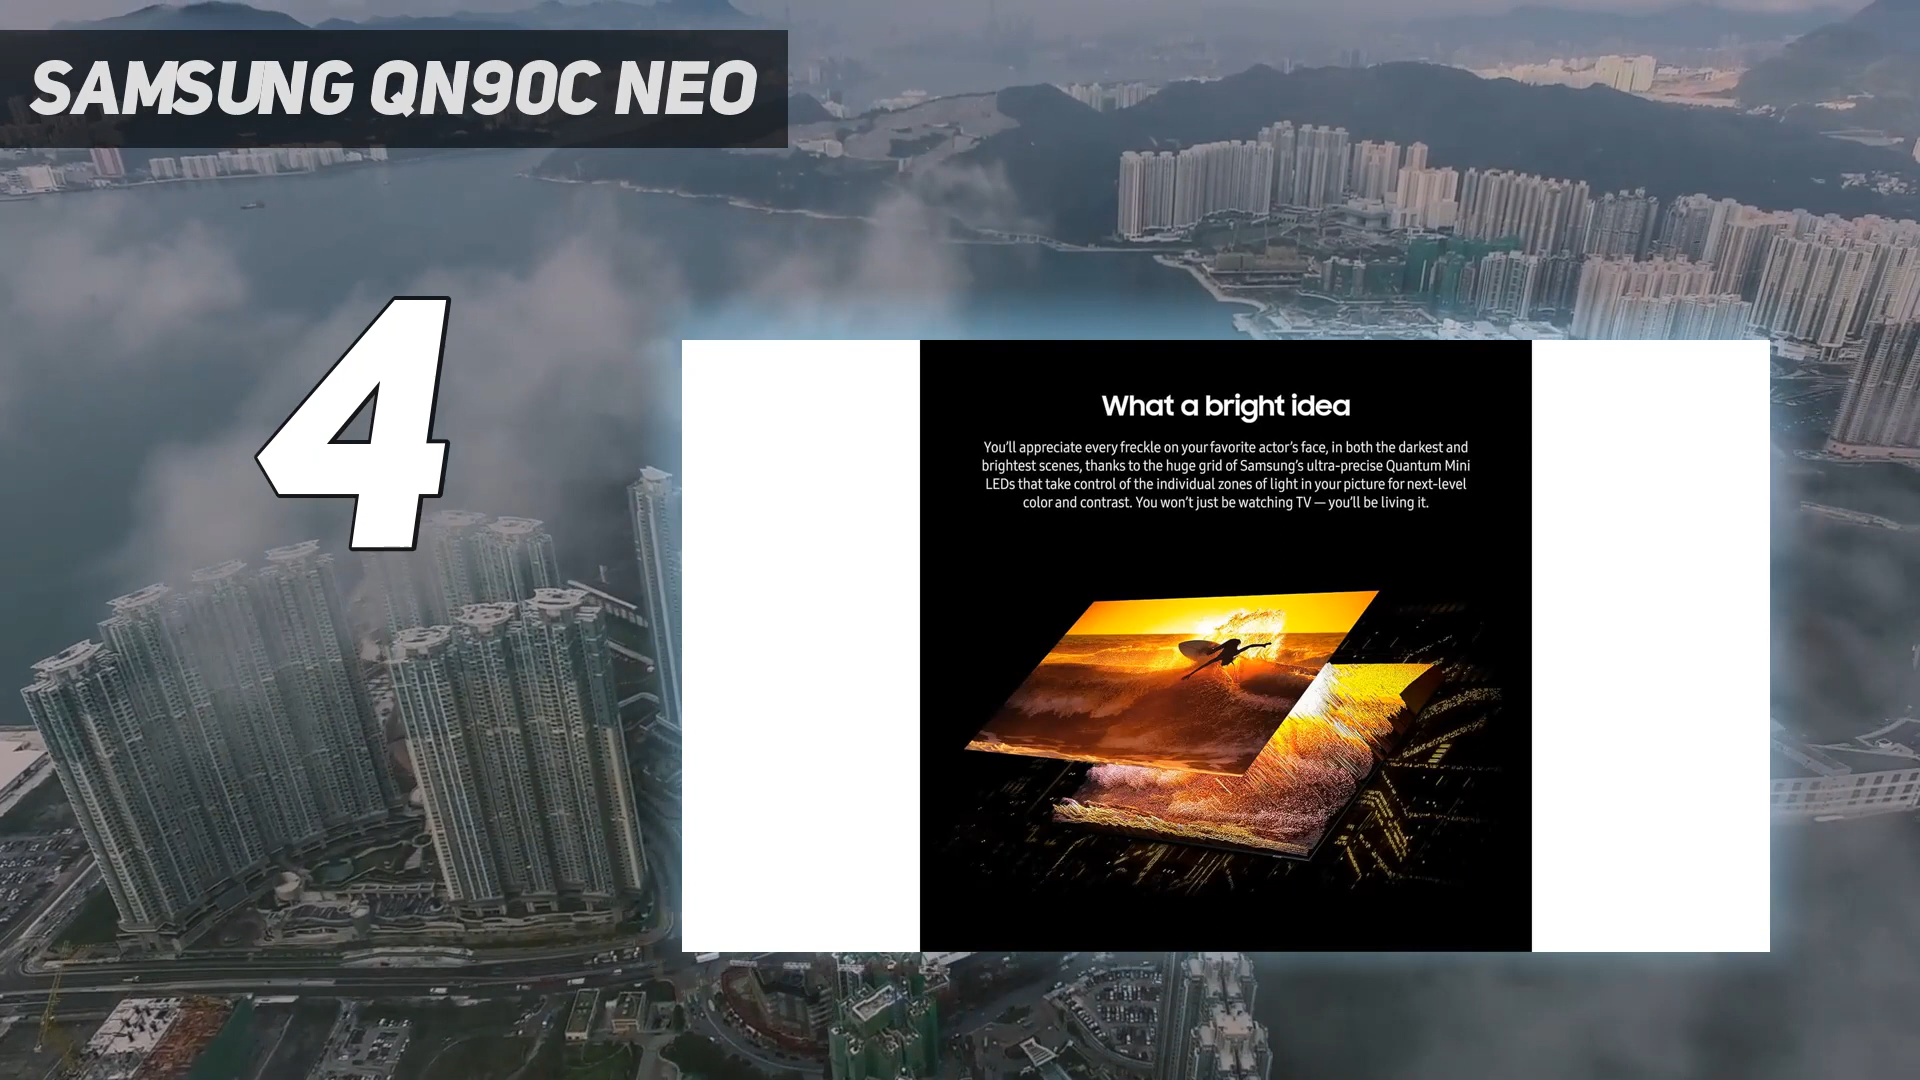 SAMSUNG QN90C NEO
4
What a bright idea
You'll appreciate every freckle on your favorite actor's face, in both the darkest and
brightest scenes, thanks to the huge grid of Samsung's ultra-precise Quantum Mini
LEDs that take control of the individual zones of light in your picture for next-level
color and contrast. You won't just be watching TV — you'll be living it.